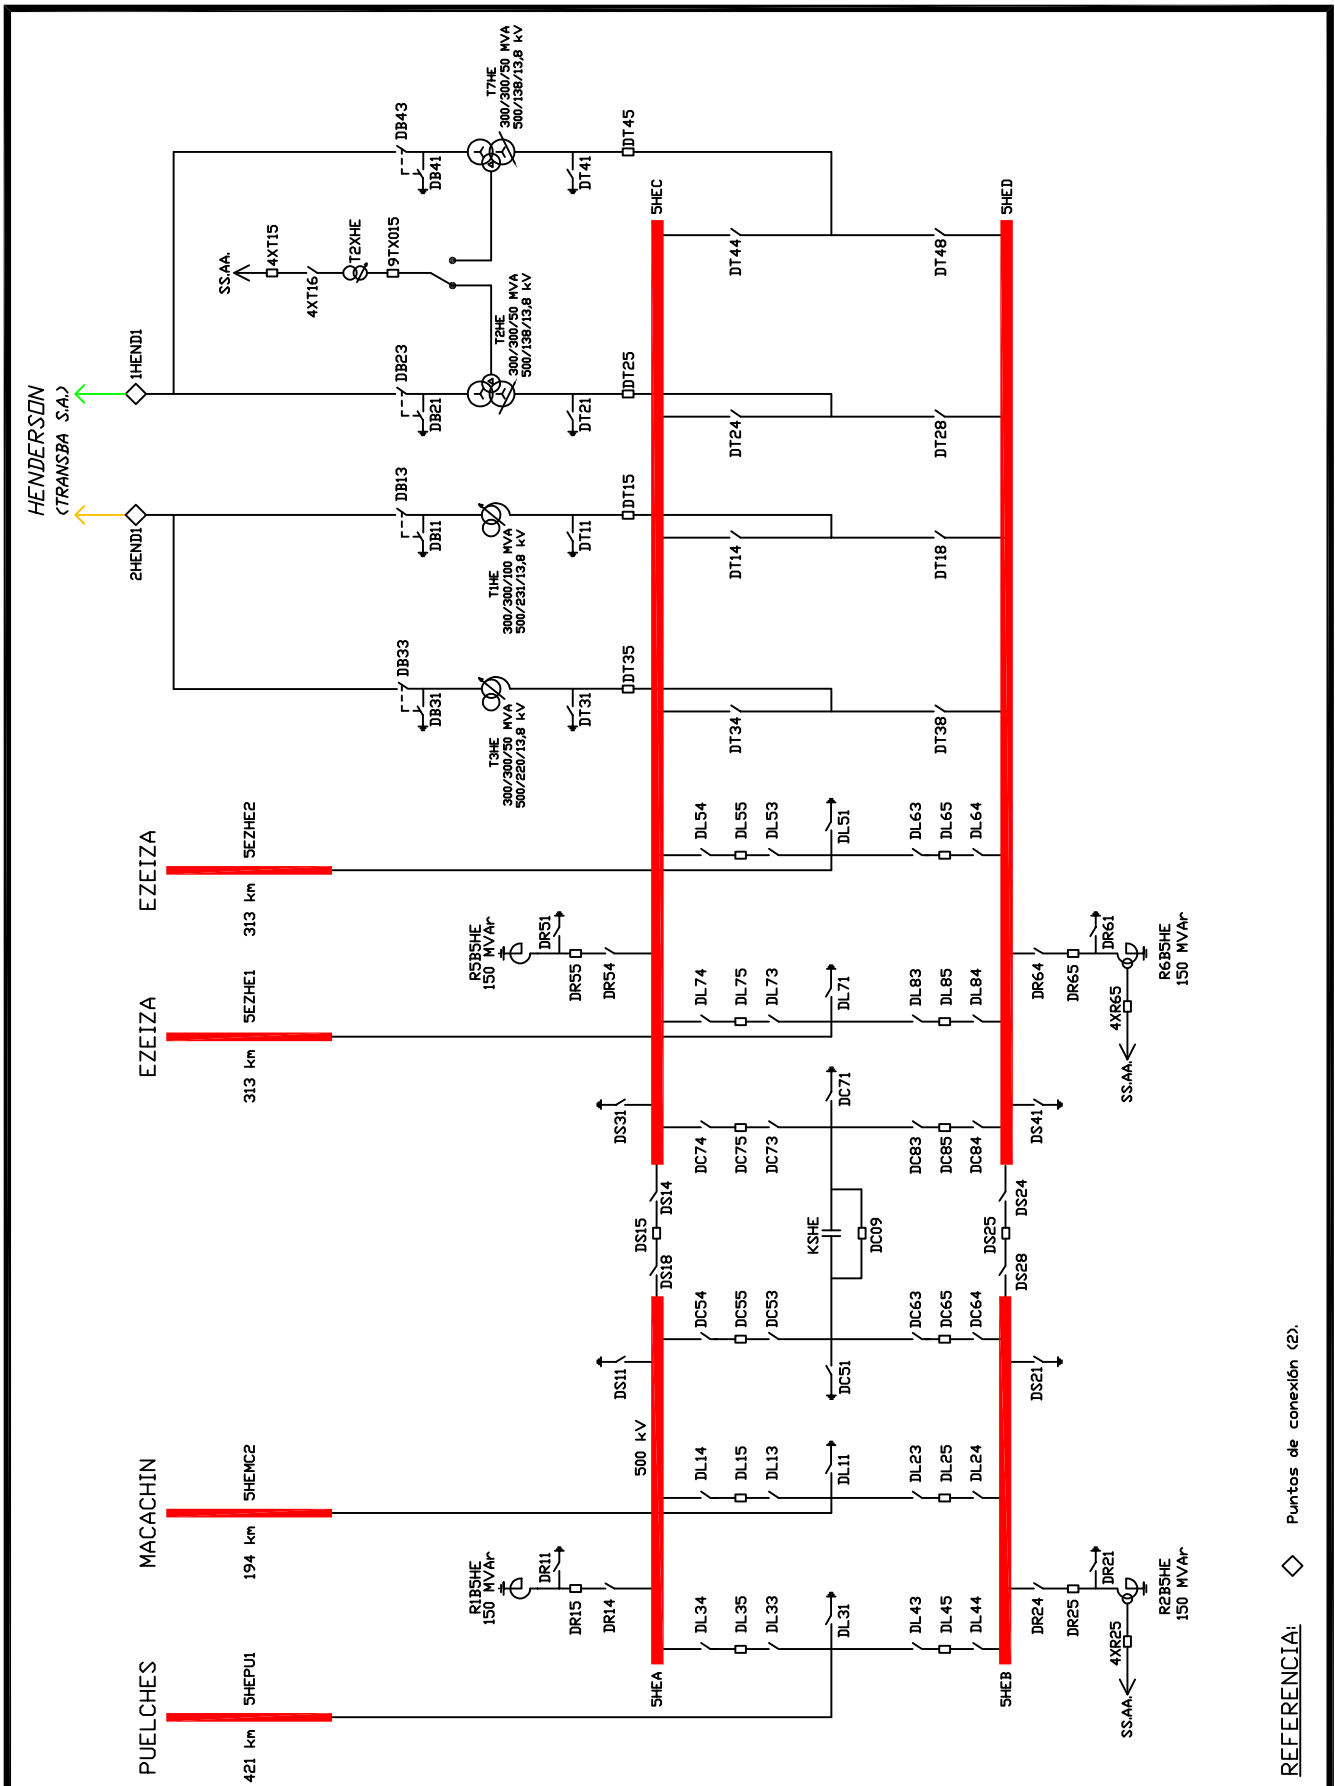 PUELCHES
421 km 5HEPU1
MACACHIN
194 km 5HEMC2
EZEIZA
313 km 5EZHE1
EZEIZA
313 km 5EZHE2
HENDERSON
(TRANSBA S.A.)
2HEND1
1HEND1
SS.AA.
4XT15
4XT16
T2XHE
9TX015
DB33
DB31
DB13
DB11
DB23
DB21
DB43
DB41
T3HE
300/300/50 MVA
500/220/13,8 kV
T1HE
300/300/100 MVA
500/231/13,8 kV
T2HE
300/300/50 MVA
500/138/13,8 kV
T7HE
300/300/50 MVA
500/138/13,8 kV
DT31
DT35
DT11
DT15
DT21
DT25
DT41
DT45
R1B5HE
150 MVAr
DR11
DR15
DR14
R5B5HE
150 MVAr
DR51
DR55
DR54
DS11
DS31
500 kV
5HEA
DS18
DS15
DS14
5HEC
DL34
DL35
DL33
DL31
DL43
DL45
DL44
DL14
DL15
DL13
DL11
DL23
DL25
DL24
DC54
DC55
DC53
DC51
DC63
DC65
DC64
KSHE
DC09
DC74
DC75
DC73
DC71
DC83
DC85
DC84
DL74
DL75
DL73
DL71
DL83
DL85
DL84
DL54
DL55
DL53
DL51
DL63
DL65
DL64
DT34
DT38
DT14
DT18
DT24
DT28
DT44
DT48
5HEB
DS28
DS25
DS24
5HED
DS21
DS41
DR24
DR25
DR21
4XR25
SS.AA.
R2B5HE
150 MVAr
DR64
DR65
DR61
4XR65
SS.AA.
R6B5HE
150 MVAr
REFERENCIA:
Puntos de conexión (2).